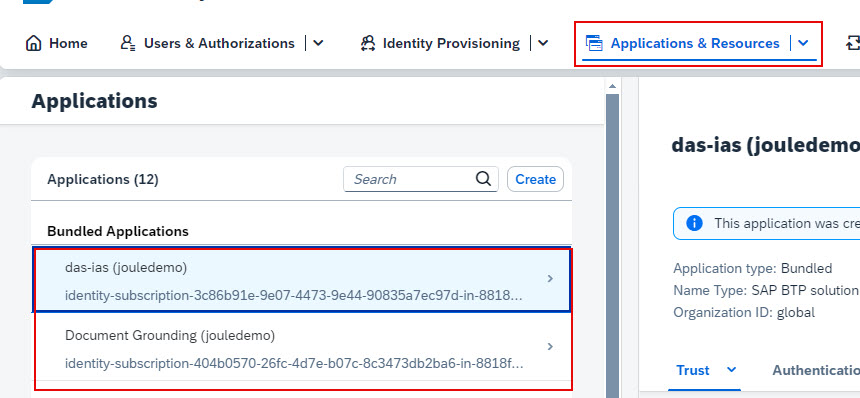 Home Users & Authorizations Identity Provisioning Applications & Resources
Applications
das-ias (jouledemo
Applications (12) Search Create
This application was cre
Bundled Applications
das-ias (jouledemo)
Application type: Bundled
identity-subscription-3c86b91e-9e07-4473-9e44-90835a7ec97d-in-8818...
Name Type: SAP BTP solution
Organization ID: global
Document Grounding (jouledemo)
identity-subscription-404b0570-26fc-4d7e-b07c-8c3473db2ba6-in-8818f...
Trust Authenticatio